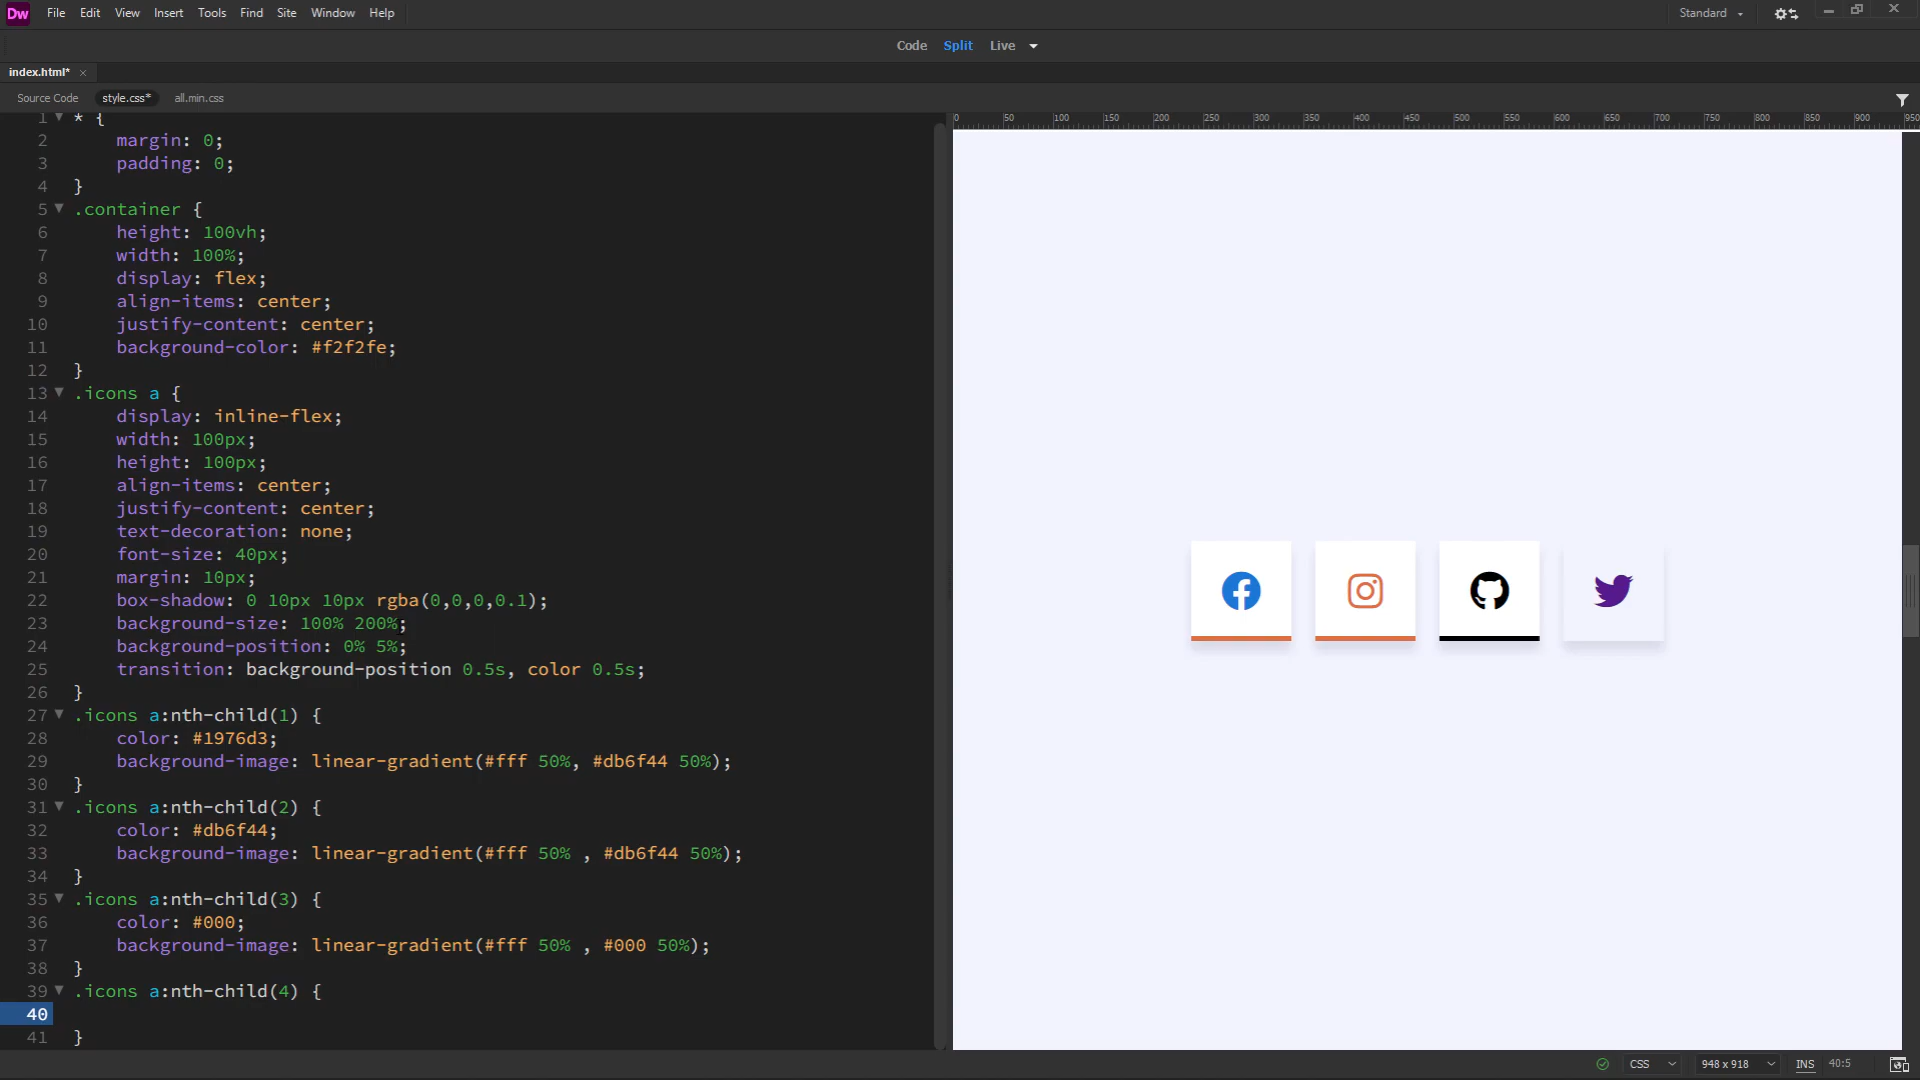 Dw File Edit View Insert Tools Find Site Window Help Standard
Code Split Live
index.html*
Source Code style.css* all.min.css
0 50 100 150 200 250 300 350 400 450 500 550 600 650 700 750 800 850 900 950
1 * {
2 margin: 0;
3 padding: 0;
4 }
5 .container {
6 height: 100vh;
7 width: 100%;
8 display: flex;
9 align-items: center;
10 justify-content: center;
11 background-color: #f2f2fe;
12 }
13 .icons a {
14 display: inline-flex;
15 width: 100px;
16 height: 100px;
17 align-items: center;
18 justify-content: center;
19 text-decoration: none;
20 font-size: 40px;
21 margin: 10px;
22 box-shadow: 0 10px 10px rgba(0,0,0,0.1);
23 background-size: 100% 200%;
24 background-position: 0% 5%;
25 transition: background-position 0.5s, color 0.5s;
26 }
27 .icons a:nth-child(1) {
28 color: #1976d3;
29 background-image: linear-gradient(#fff 50%, #db6f44 50%);
30 }
31 .icons a:nth-child(2) {
32 color: #db6f44;
33 background-image: linear-gradient(#fff 50% , #db6f44 50%);
34 }
35 .icons a:nth-child(3) {
36 color: #000;
37 background-image: linear-gradient(#fff 50% , #000 50%);
38 }
39 .icons a:nth-child(4) {
40
41 }
CSS 948 x 918 INS 40:5